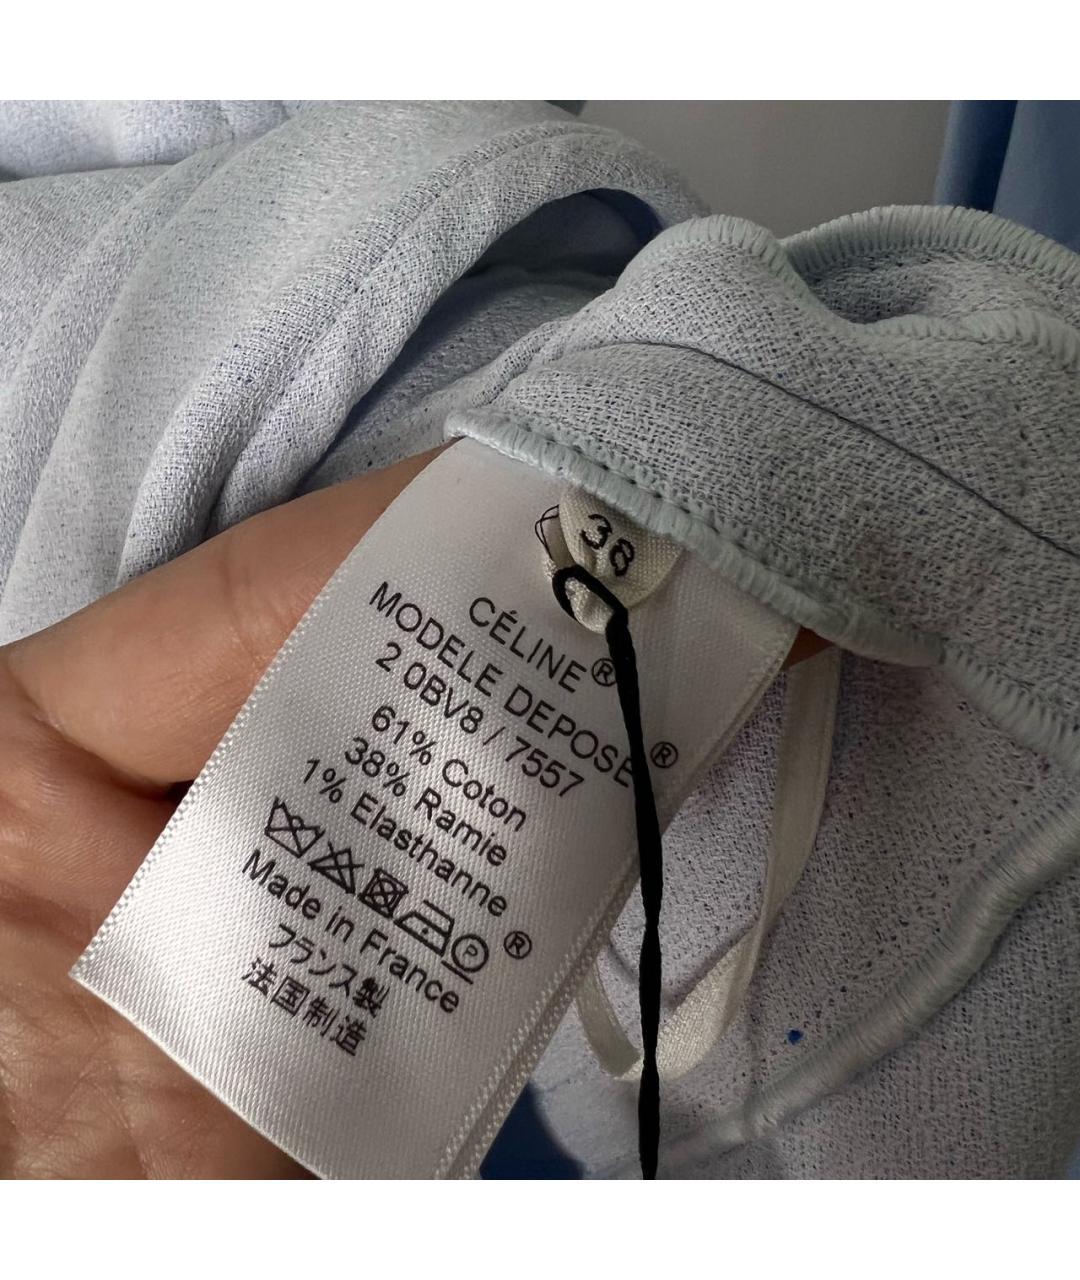 38
CÉLINE®
MODELE DEPOSE®
2 0BV8 / 7557
61% Coton
38% Ramie
1% Elasthanne®
P
Made in France
フランス製
法国制造